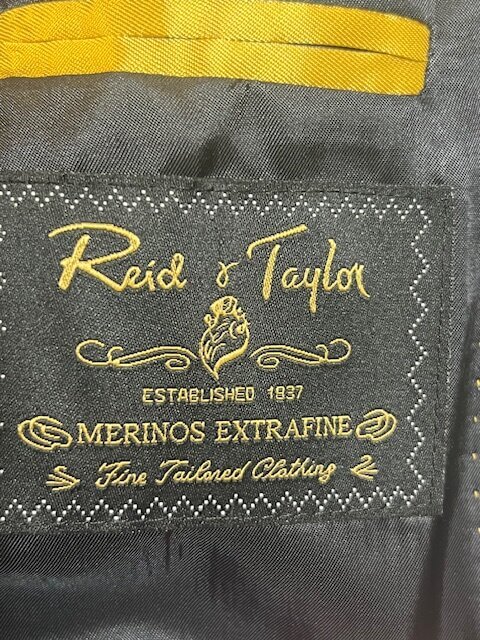 Reid & Taylor
ESTABLISHED 1837
MERINOS EXTRAFINE
Fine Tailored Clothing